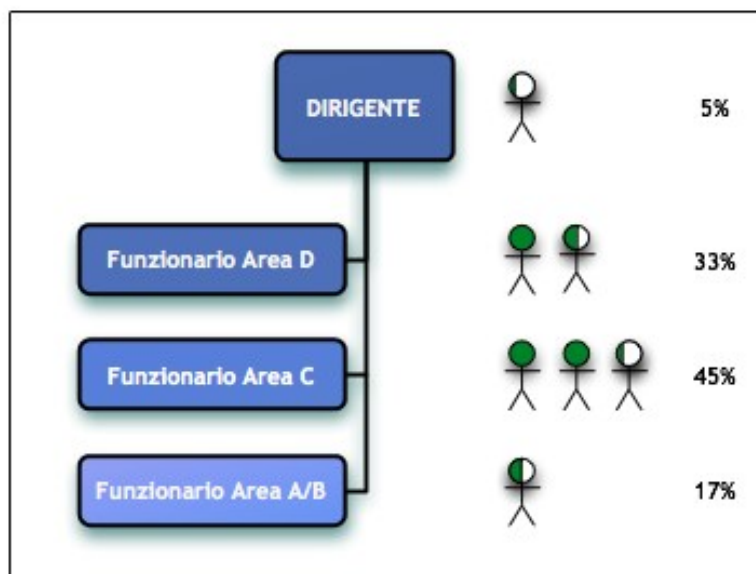 DIRIGENTE 5%
Funzionario Area D 33%
Funzionario Area C 45%
Funzionario Area A/B 17%